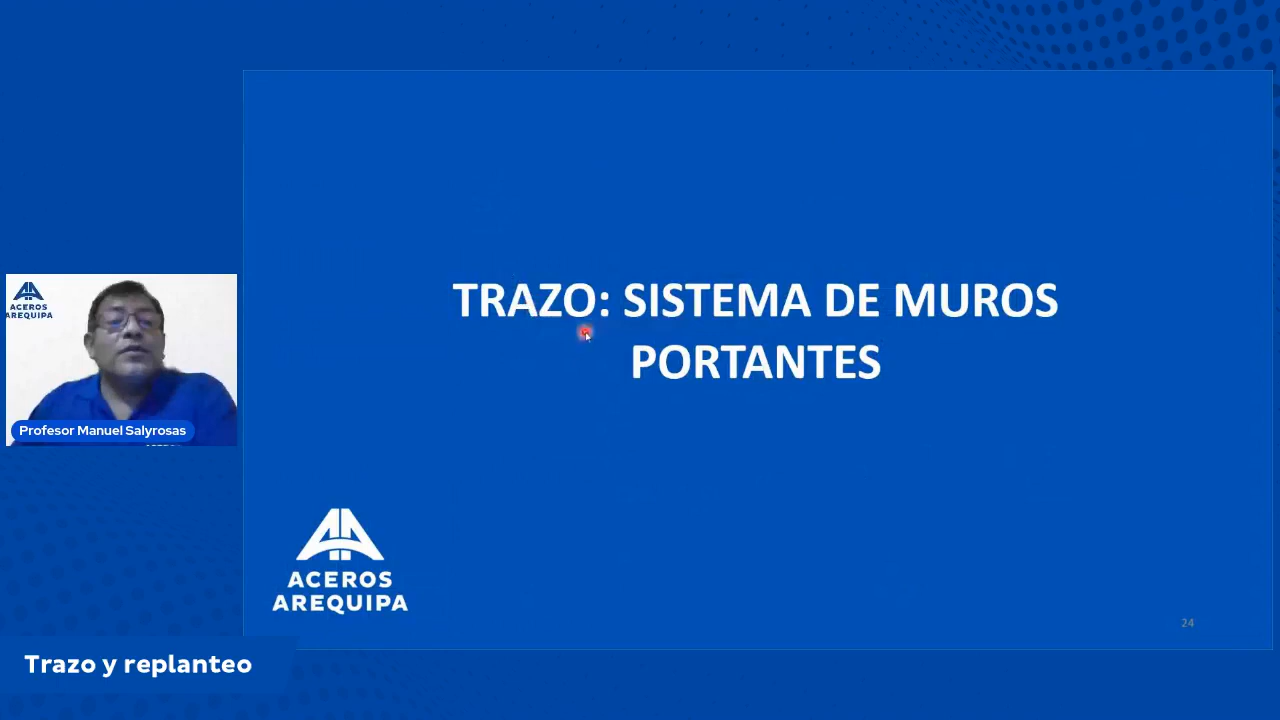 TRAZO: SISTEMA DE MUROS
PORTANTES
ACEROS
AREQUIPA
Profesor Manuel Salyrosas
ACEROS
AREQUIPA
24
Trazo y replanteo